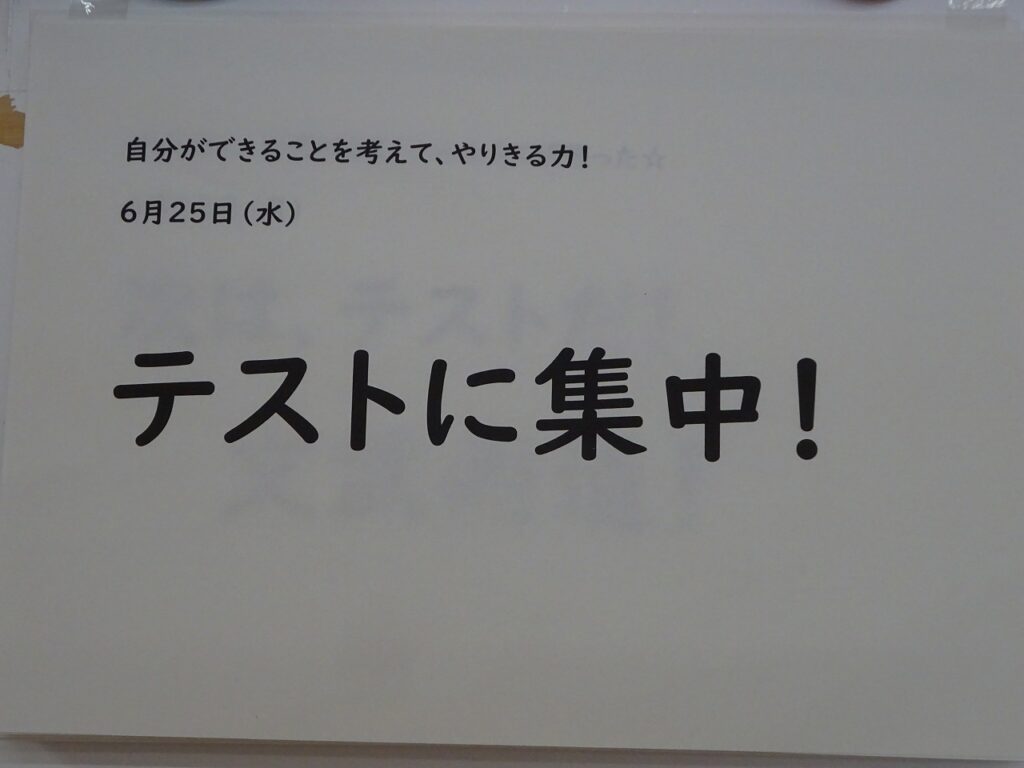 自分ができることを考えて、やりきる力！
6月25日（水）
テストに集中！